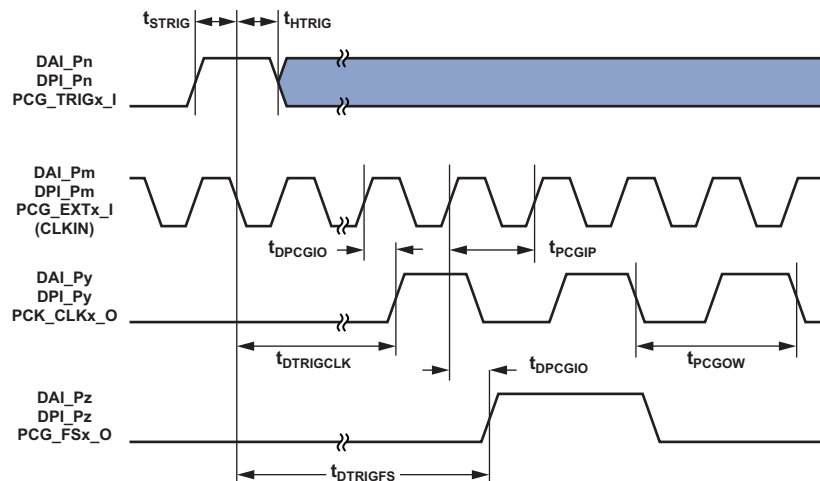 tSTRIG
tHTRIG
DAI_Pn
DPI_Pn
PCG_TRIGx_I
DAI_Pm
DPI_Pm
PCG_EXTx_I
(CLKIN)
tDPCGIO
tPCGIP
DAI_Py
DPI_Py
PCK_CLKx_O
tDTRIGCLK
tDPCGIO
tPCGOW
DAI_Pz
DPI_Pz
PCG_FSx_O
tDTRIGFS